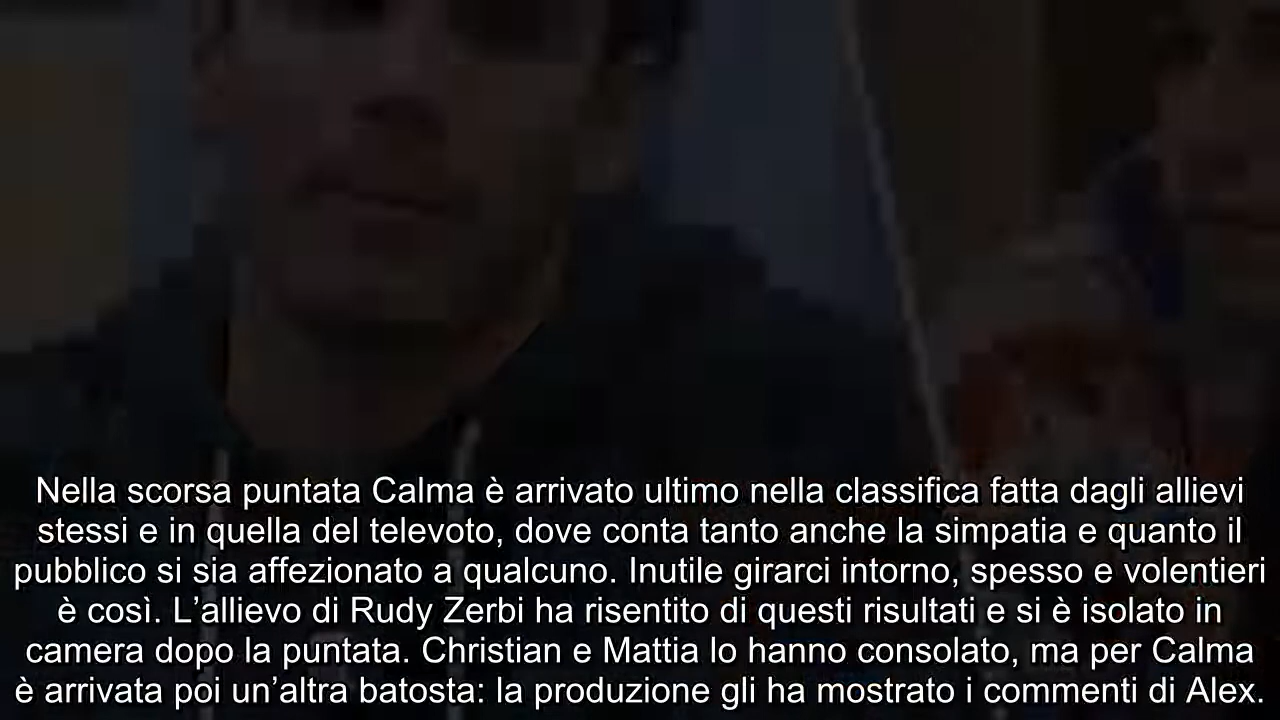 Nella scorsa puntata Calma è arrivato ultimo nella classifica fatta dagli allievi
stessi e in quella del televoto, dove conta tanto anche la simpatia e quanto il
pubblico si sia affezionato a qualcuno. Inutile girarci intorno, spesso e volentieri
è così. L’allievo di Rudy Zerbi ha risentito di questi risultati e si è isolato in
camera dopo la puntata. Christian e Mattia lo hanno consolato, ma per Calma
è arrivata poi un’altra batosta: la produzione gli ha mostrato i commenti di Alex.